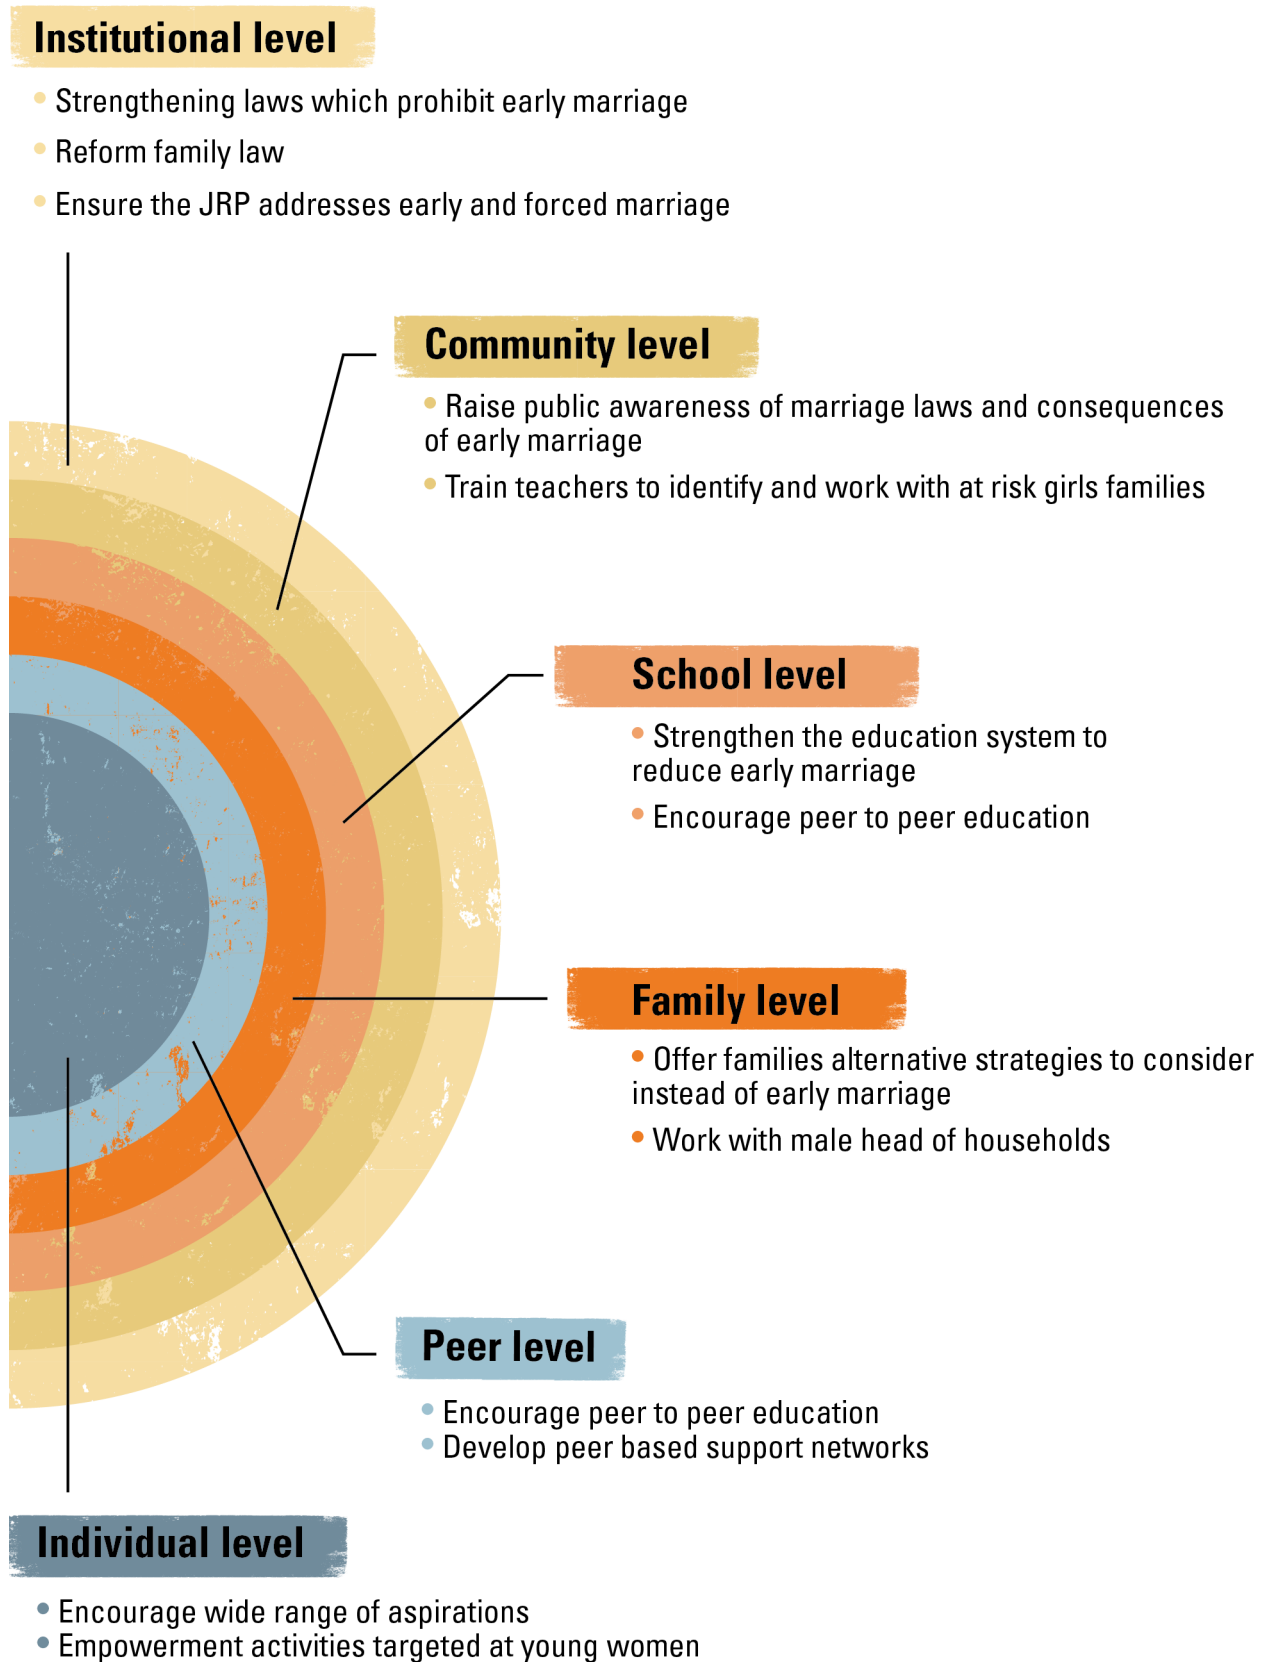 Institutional level
• Strengthening laws which prohibit early marriage
• Reform family law
• Ensure the JRP addresses early and forced marriage
Community level
• Raise public awareness of marriage laws and consequences
of early marriage
• Train teachers to identify and work with at risk girls families
School level
• Strengthen the education system to
reduce early marriage
• Encourage peer to peer education
Family level
• Offer families alternative strategies to consider
instead of early marriage
• Work with male head of households
Peer level
• Encourage peer to peer education
• Develop peer based support networks
Individual level
• Encourage wide range of aspirations
• Empowerment activities targeted at young women